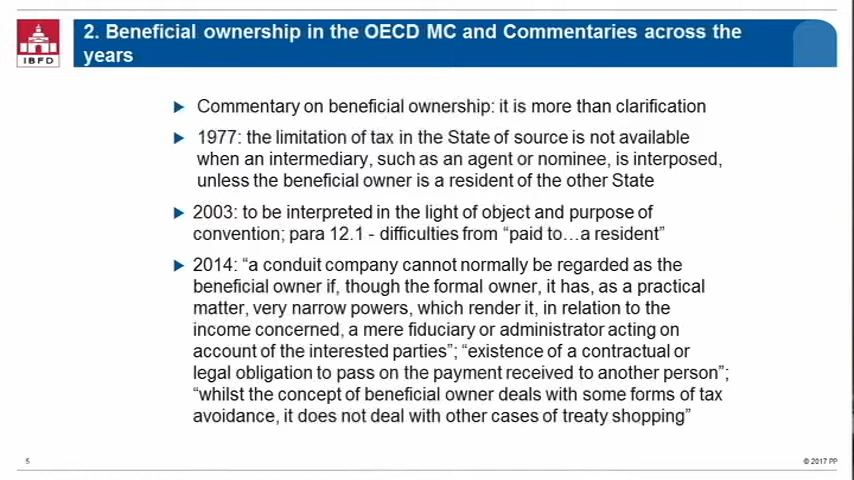 IBFD
2. Beneficial ownership in the OECD MC and Commentaries across the
years
Commentary on beneficial ownership: it is more than clarification
1977: the limitation of tax in the State of source is not available
when an intermediary, such as an agent or nominee, is interposed,
unless the beneficial owner is a resident of the other State
2003: to be interpreted in the light of object and purpose of
convention; para 12.1 - difficulties from “paid to…a resident”
2014: “a conduit company cannot normally be regarded as the
beneficial owner if, though the formal owner, it has, as a practical
matter, very narrow powers, which render it, in relation to the
income concerned, a mere fiduciary or administrator acting on
account of the interested parties”; “existence of a contractual or
legal obligation to pass on the payment received to another person”;
“whilst the concept of beneficial owner deals with some forms of tax
avoidance, it does not deal with other cases of treaty shopping”
5
© 2017 PP